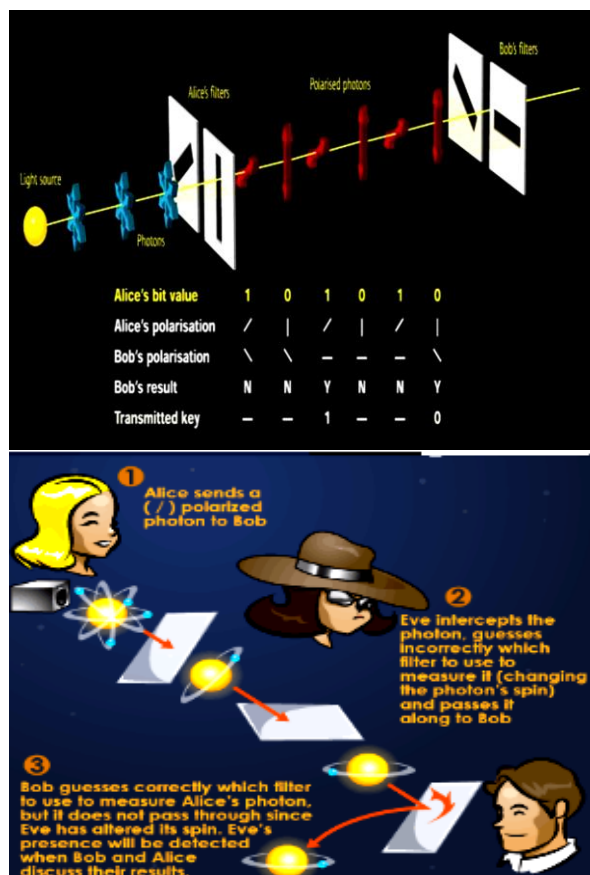 Bob's filters
Alice's filters
Polarised photons
Light source
Photons
Alice's bit value 1 0 1 0 1 0
Alice's polarisation / | / | / |
Bob's polarisation \ \ – – – \
Bob's result N N Y N N Y
Transmitted key – – 1 – – 0
1
Alice sends a
( / ) polarized
photon to Bob
2
Eve intercepts the
photon, guesses
incorrectly which
filter to use to
measure it (changing
the photon's spin)
and passes it
along to Bob
3
Bob guesses correctly which filter
to use to measure Alice's photon,
but it does not pass through since
Eve has altered its spin. Eve's
presence will be detected
when Bob and Alice
discuss their results.